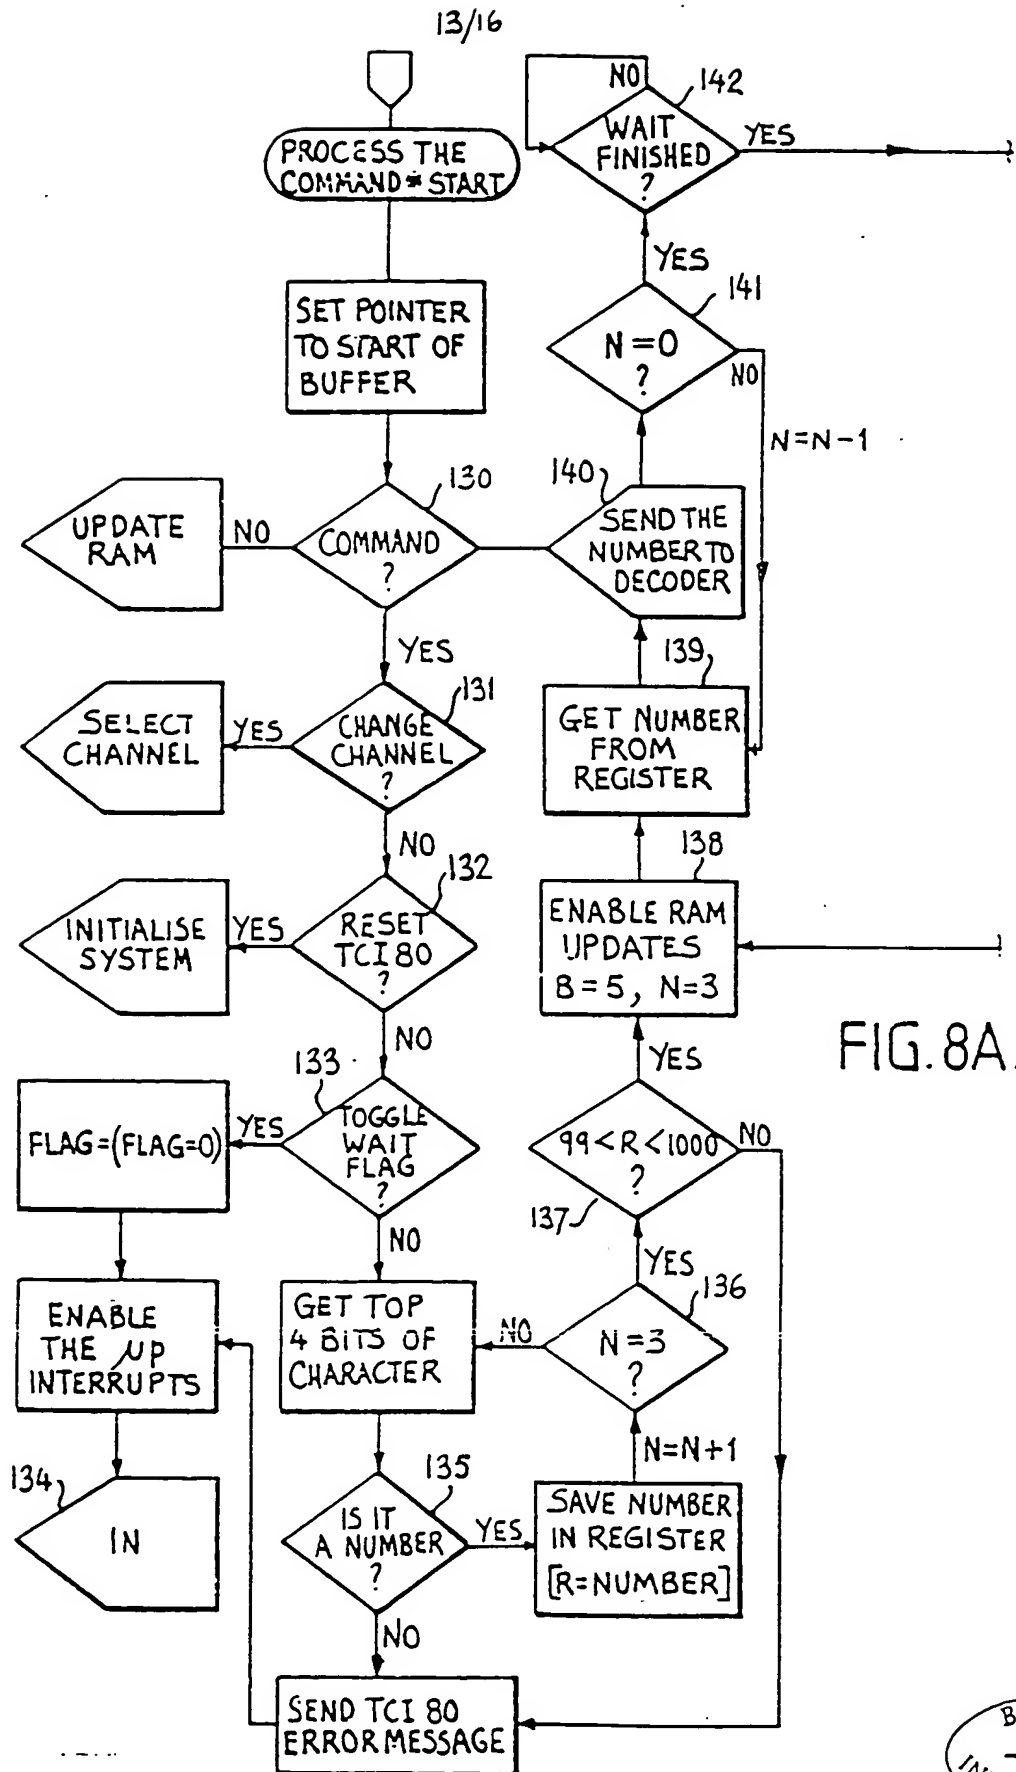 13/16
PROCESS THE
COMMAND * START
SET POINTER
TO START OF
BUFFER
130
COMMAND
?
NO
UPDATE
RAM
YES
131
CHANGE
CHANNEL
?
YES
SELECT
CHANNEL
NO
132
RESET
TCI 80
?
YES
INITIALISE
SYSTEM
NO
133
TOGGLE
WAIT
FLAG
?
YES
FLAG=(FLAG=0)
ENABLE
THE μP
INTERRUPTS
134
IN
NO
GET TOP
4 BITS OF
CHARACTER
135
IS IT
A NUMBER
?
YES
NO
SEND TCI 80
ERROR MESSAGE
SAVE NUMBER
IN REGISTER
[R=NUMBER]
N=N+1
136
N=3
?
NO
YES
137
99<R<1000
?
NO
YES
138
ENABLE RAM
UPDATES
B=5, N=3
139
GET NUMBER
FROM
REGISTER
140
SEND THE
NUMBER TO
DECODER
141
N=0
?
NO
N=N-1
YES
142
WAIT
FINISHED
?
NO
YES
FIG.8A.